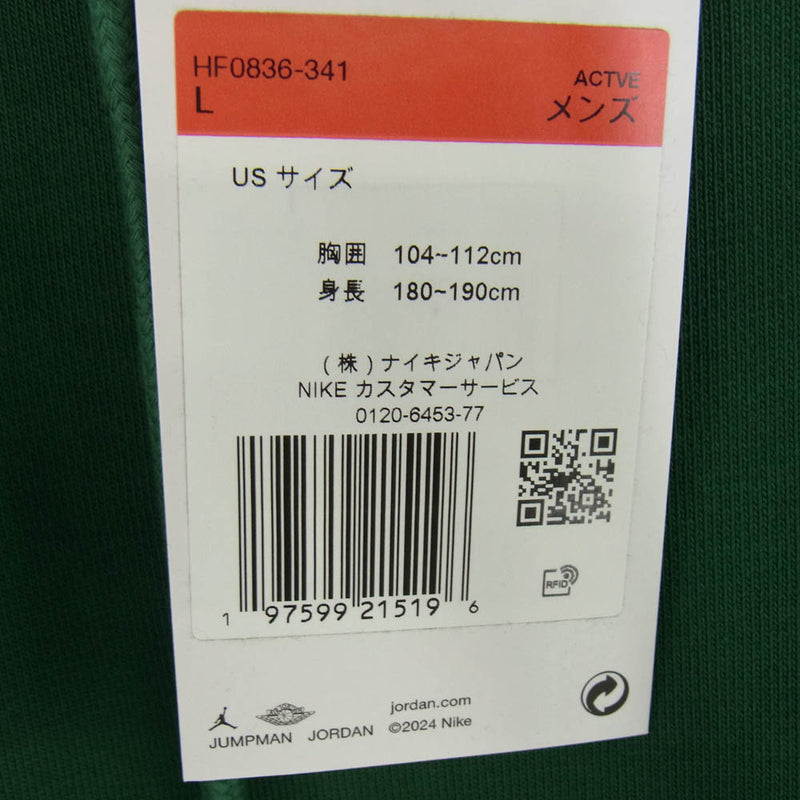 HF0836-341
L
ACTVE
メンズ
US サイズ
胸囲 104~112cm
身長 180~190cm
(株)ナイキジャパン
NIKE カスタマーサービス
0120-6453-77
1 97599 21519 6
RFID
JUMPMAN JORDAN
jordan.com
©2024 Nike